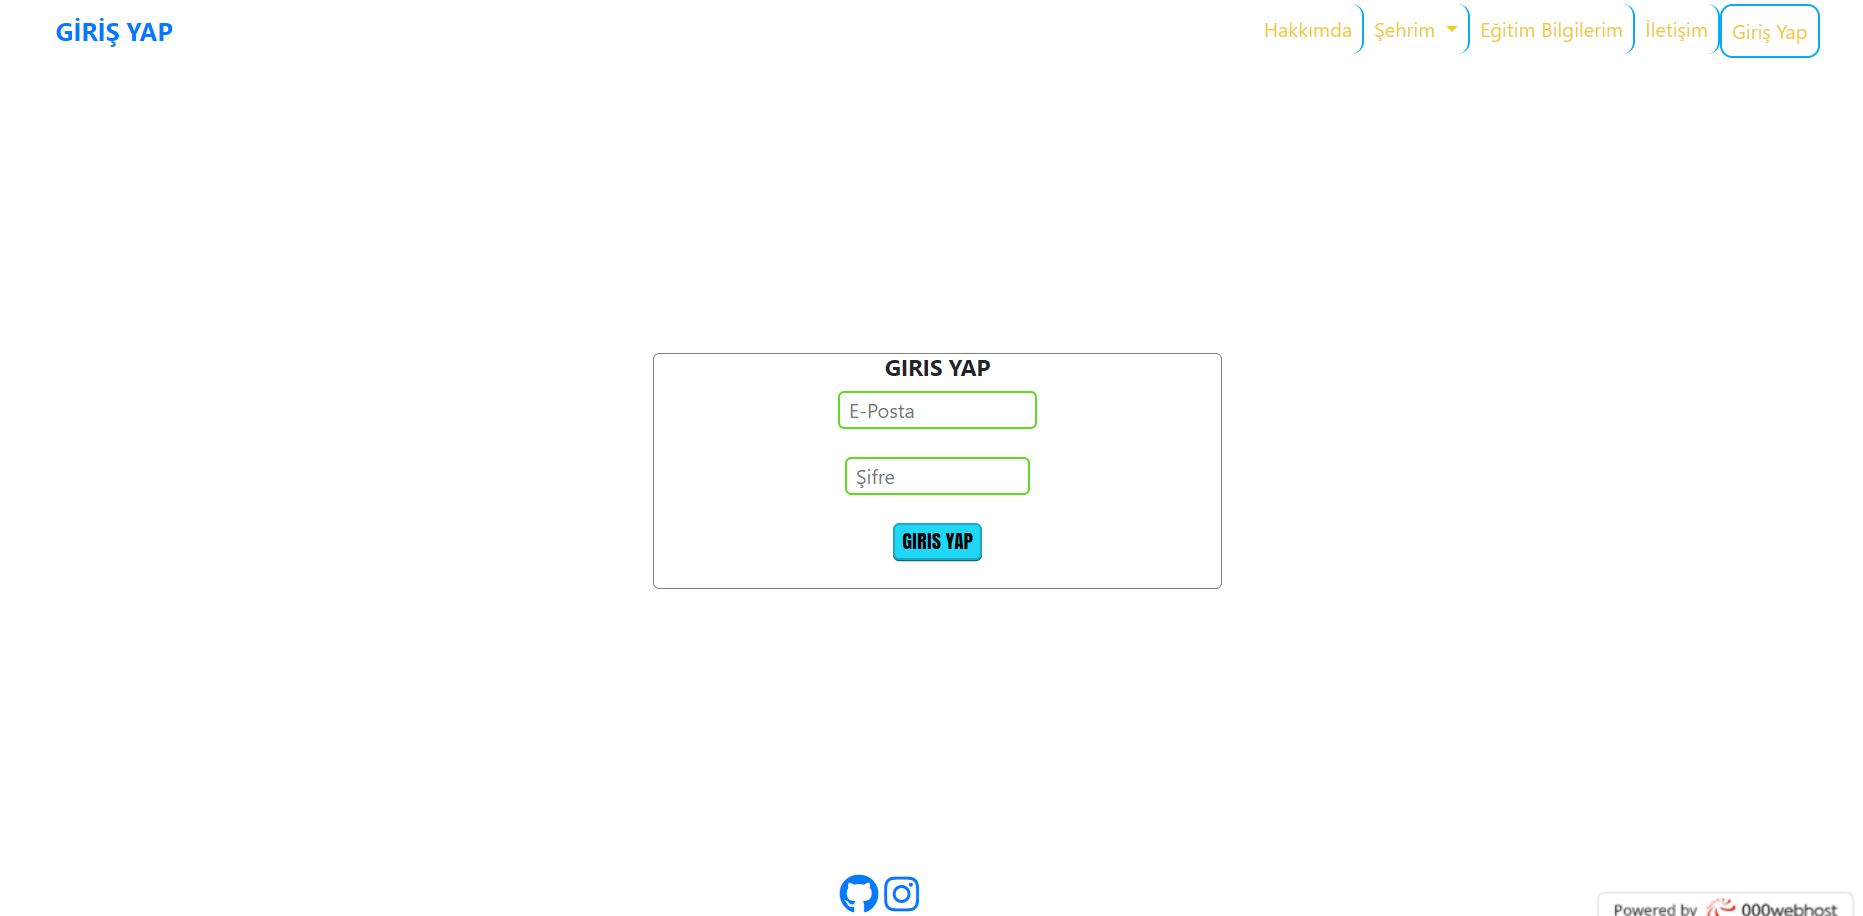 GİRİŞ YAP
Hakkımda Şehrim Eğitim Bilgilerim İletişim Giriş Yap
GIRIS YAP
E-Posta
Şifre
GIRIS YAP
Powered by 000webhost